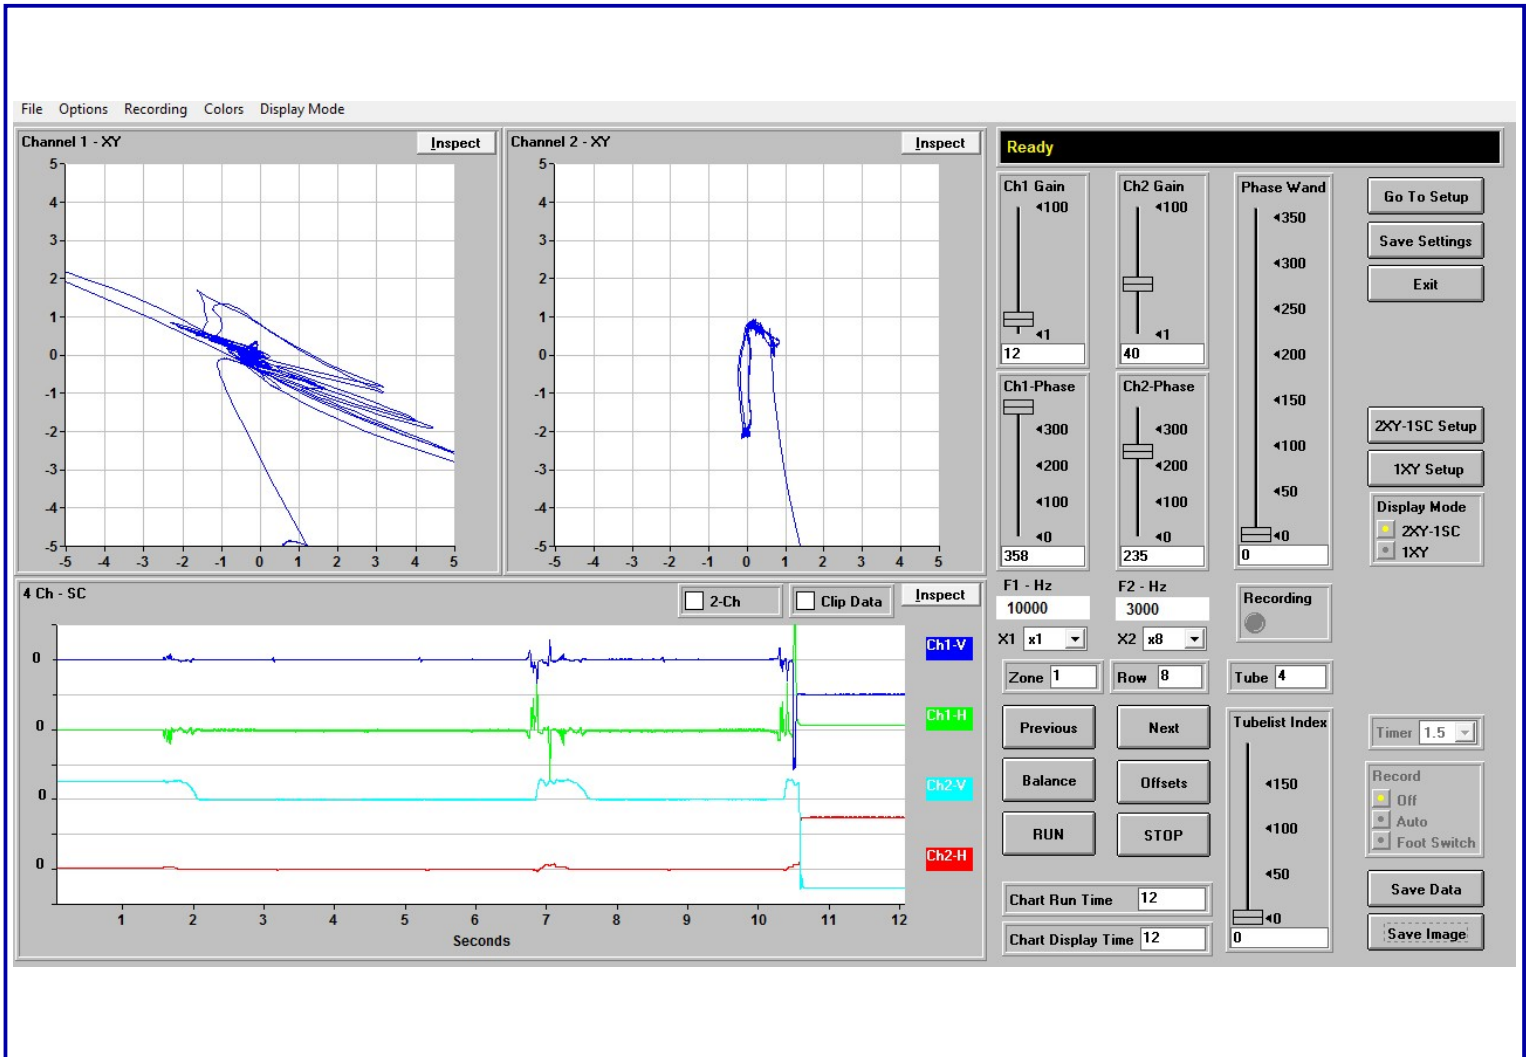 File Options Recording Colors Display Mode
Channel 1 - XY
Inspect
5
4
3
2
1
0
-1
-2
-3
-4
-5
-5 -4 -3 -2 -1 0 1 2 3 4 5
Channel 2 - XY
Inspect
5
4
3
2
1
0
-1
-2
-3
-4
-5
-5 -4 -3 -2 -1 0 1 2 3 4 5
4 Ch - SC
2-Ch
Clip Data
Inspect
0
0
0
0
Ch1-V
Ch1-H
Ch2-V
Ch2-H
1 2 3 4 5 6 7 8 9 10 11 12
Seconds
Ready
Ch1 Gain
100
1
12
Ch2 Gain
100
1
40
Phase Wand
350
300
250
200
150
100
50
0
0
Ch1-Phase
300
200
100
0
358
Ch2-Phase
300
200
100
0
235
Go To Setup
Save Settings
Exit
2XY-1SC Setup
1XY Setup
Display Mode
2XY-1SC
1XY
F1 - Hz
10000
F2 - Hz
3000
Recording
X1 x1
X2 x8
Zone 1
Row 8
Tube 4
Previous
Next
Balance
Offsets
RUN
STOP
Tubelist Index
150
100
50
0
0
Timer 1.5
Record
Off
Auto
Foot Switch
Chart Run Time 12
Chart Display Time 12
Save Data
Save Image